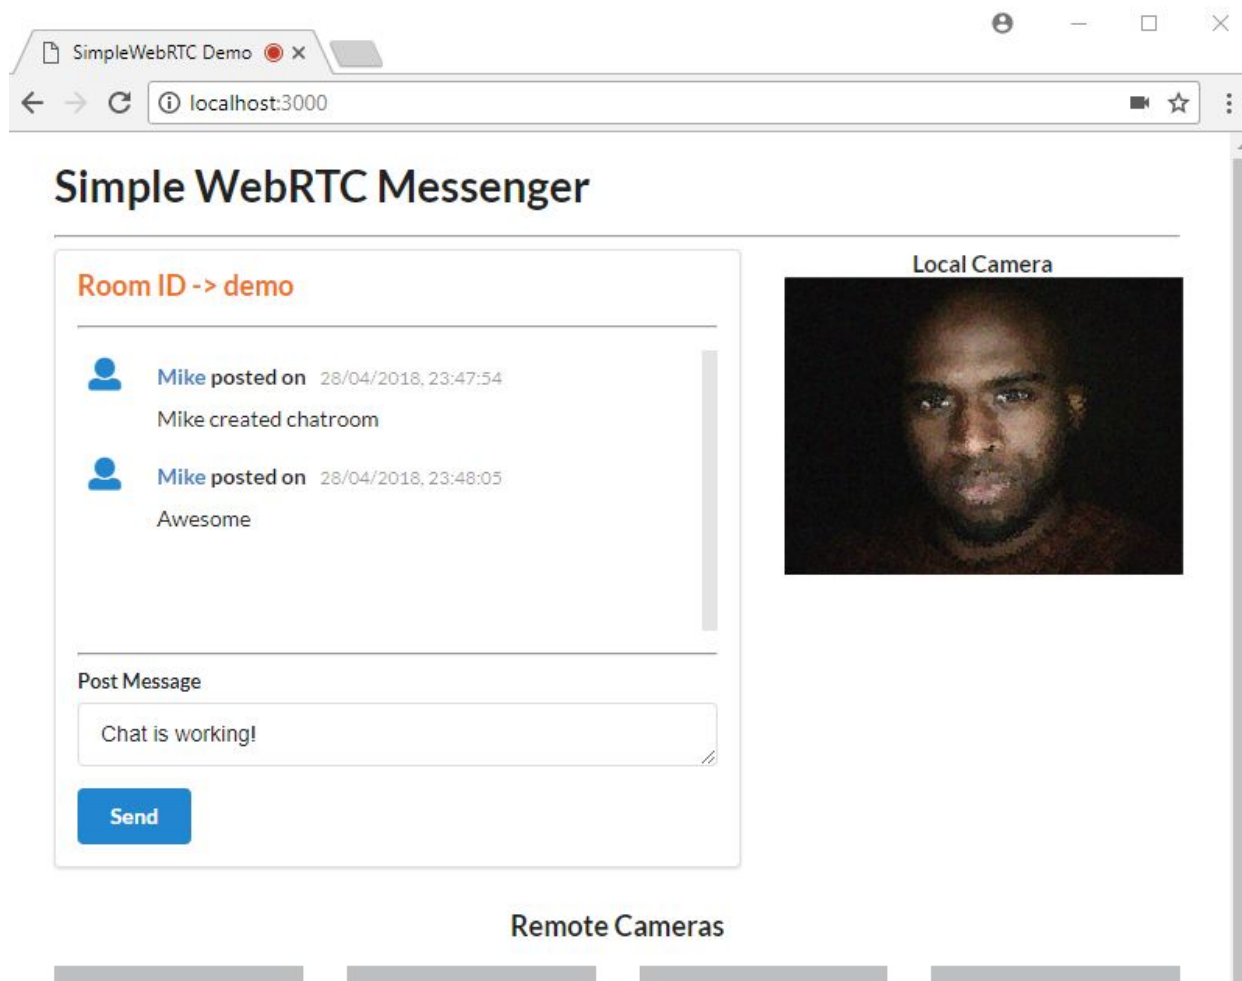 SimpleWebRTC Demo
localhost:3000
Simple WebRTC Messenger
Room ID -> demo
Mike posted on 28/04/2018, 23:47:54
Mike created chatroom
Mike posted on 28/04/2018, 23:48:05
Awesome
Post Message
Chat is working!
Send
Local Camera
Remote Cameras